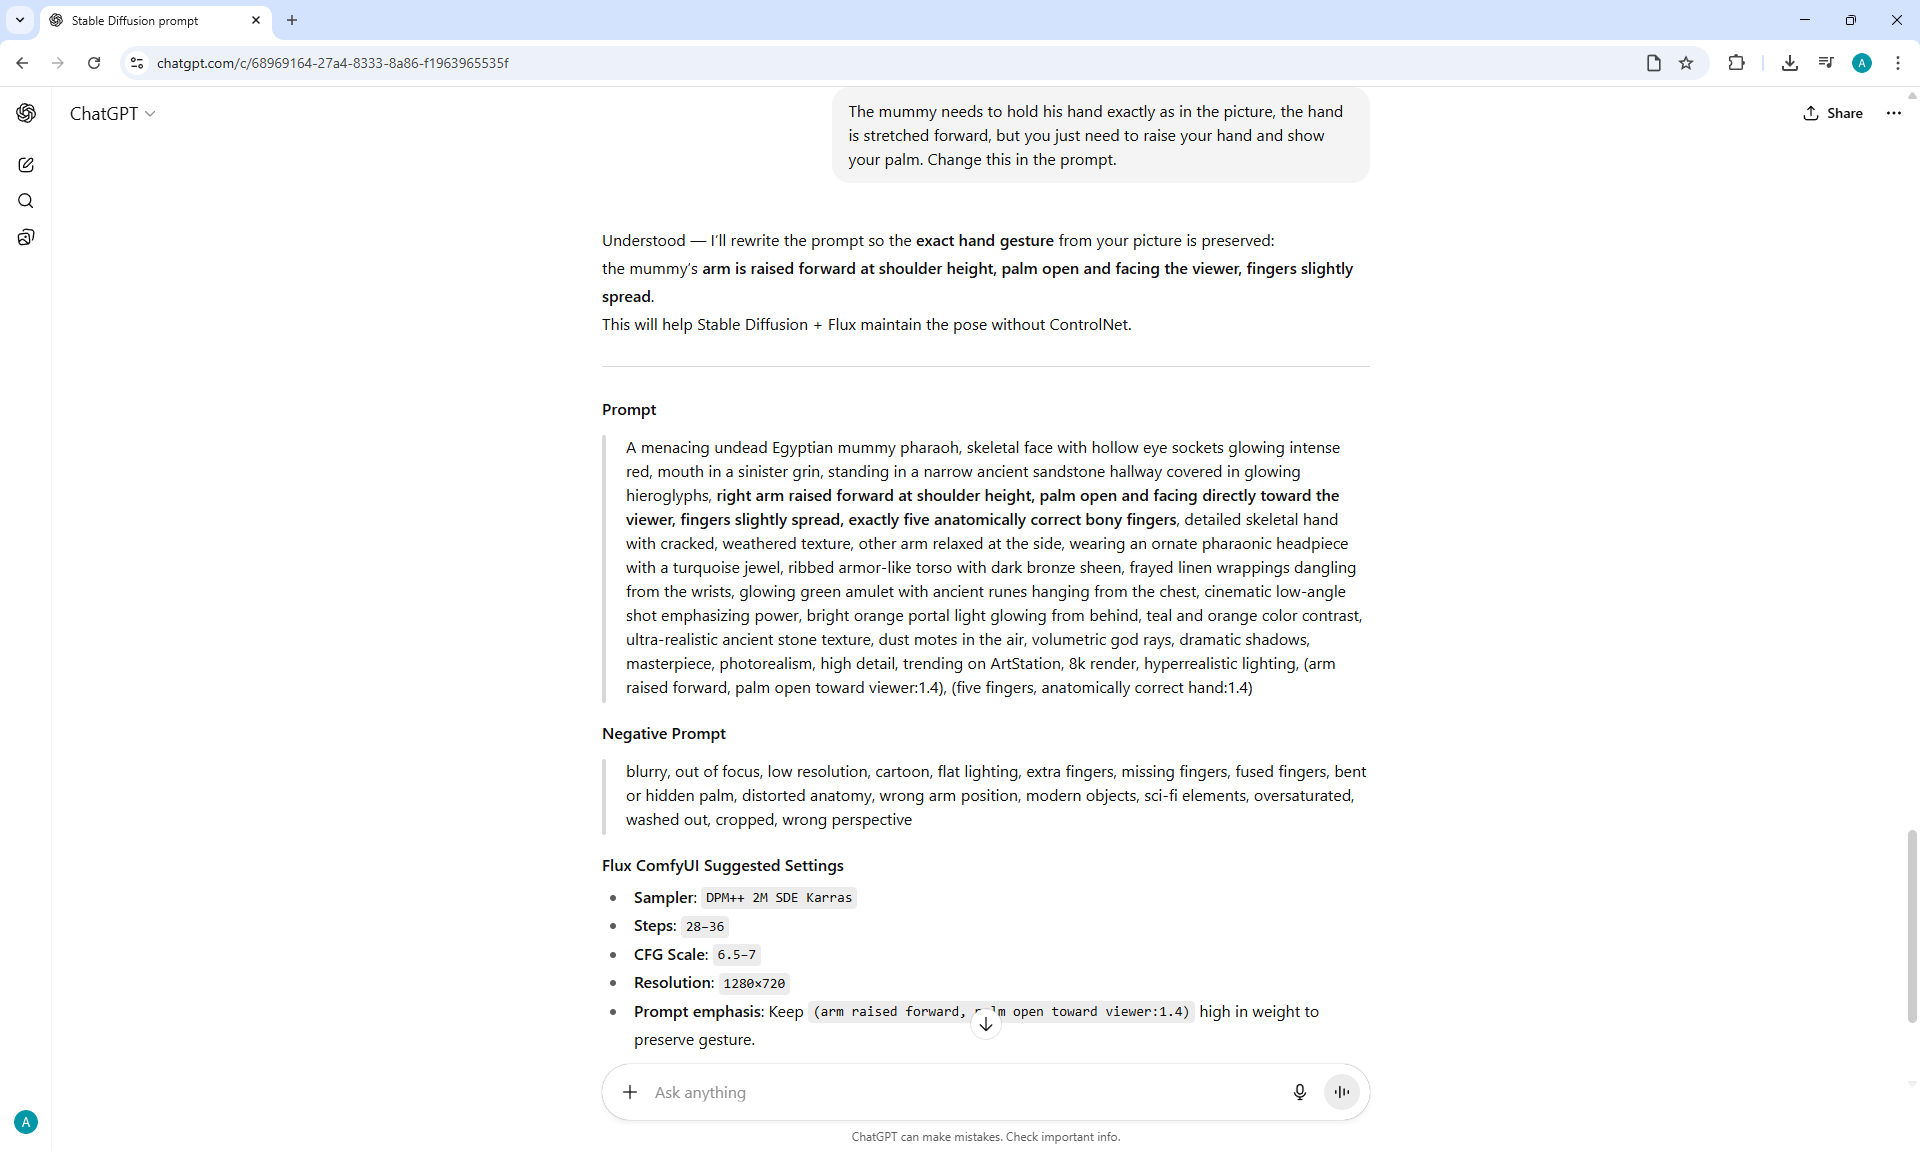 Stable Diffusion prompt
chatgpt.com/c/68969164-27a4-8333-8a86-f1963965535f
A
ChatGPT
Share
The mummy needs to hold his hand exactly as in the picture, the hand
is stretched forward, but you just need to raise your hand and show
your palm. Change this in the prompt.
Understood — I'll rewrite the prompt so the exact hand gesture from your picture is preserved:
the mummy's arm is raised forward at shoulder height, palm open and facing the viewer, fingers slightly
spread.
This will help Stable Diffusion + Flux maintain the pose without ControlNet.
Prompt
A menacing undead Egyptian mummy pharaoh, skeletal face with hollow eye sockets glowing intense
red, mouth in a sinister grin, standing in a narrow ancient sandstone hallway covered in glowing
hieroglyphs, right arm raised forward at shoulder height, palm open and facing directly toward the
viewer, fingers slightly spread, exactly five anatomically correct bony fingers, detailed skeletal hand
with cracked, weathered texture, other arm relaxed at the side, wearing an ornate pharaonic headpiece
with a turquoise jewel, ribbed armor-like torso with dark bronze sheen, frayed linen wrappings dangling
from the wrists, glowing green amulet with ancient runes hanging from the chest, cinematic low-angle
shot emphasizing power, bright orange portal light glowing from behind, teal and orange color contrast,
ultra-realistic ancient stone texture, dust motes in the air, volumetric god rays, dramatic shadows,
masterpiece, photorealism, high detail, trending on ArtStation, 8k render, hyperrealistic lighting, (arm
raised forward, palm open toward viewer:1.4), (five fingers, anatomically correct hand:1.4)
Negative Prompt
blurry, out of focus, low resolution, cartoon, flat lighting, extra fingers, missing fingers, fused fingers, bent
or hidden palm, distorted anatomy, wrong arm position, modern objects, sci-fi elements, oversaturated,
washed out, cropped, wrong perspective
Flux ComfyUI Suggested Settings
• Sampler: DPM++ 2M SDE Karras
• Steps: 28–36
• CFG Scale: 6.5–7
• Resolution: 1280×720
• Prompt emphasis: Keep (arm raised forward, palm open toward viewer:1.4) high in weight to
preserve gesture.
Ask anything
A
ChatGPT can make mistakes. Check important info.